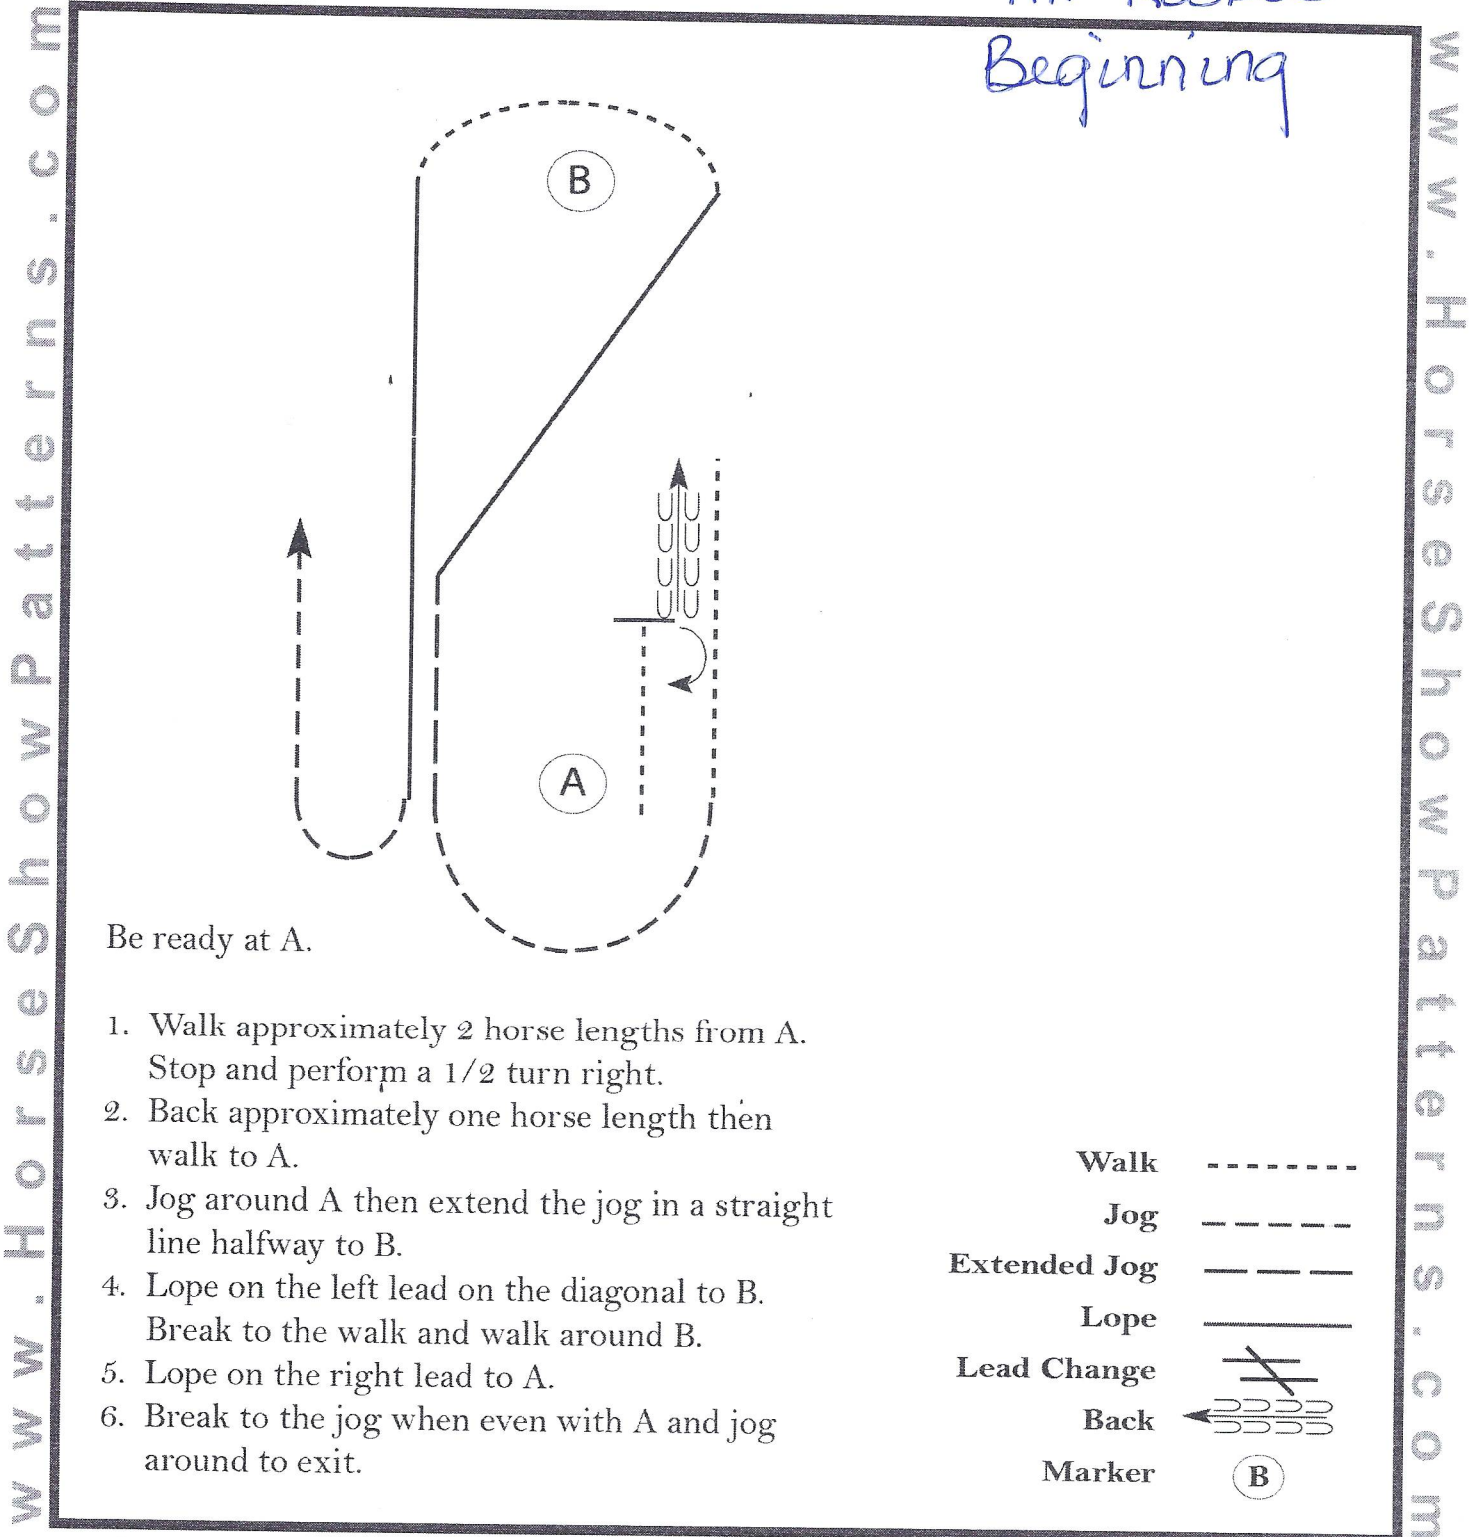 Beginning
www.HorseShowPatterns.com
www.HorseShowPatterns.com
B
A
Be ready at A.
1. Walk approximately 2 horse lengths from A.
Stop and perform a 1/2 turn right.
2. Back approximately one horse length then
walk to A.
3. Jog around A then extend the jog in a straight
line halfway to B.
4. Lope on the left lead on the diagonal to B.
Break to the walk and walk around B.
5. Lope on the right lead to A.
6. Break to the jog when even with A and jog
around to exit.
Walk
Jog
Extended Jog
Lope
Lead Change
Back
Marker B